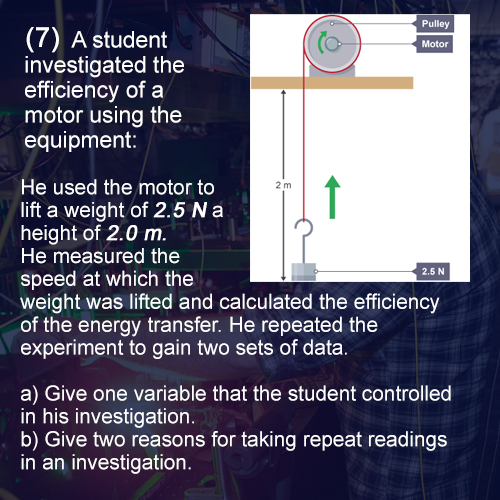 (7) A student
investigated the
efficiency of a
motor using the
equipment:
Pulley
Motor
2 m
2.5 N
He used the motor to
lift a weight of 2.5 N a
height of 2.0 m.
He measured the
speed at which the
weight was lifted and calculated the efficiency
of the energy transfer. He repeated the
experiment to gain two sets of data.
a) Give one variable that the student controlled
in his investigation.
b) Give two reasons for taking repeat readings
in an investigation.